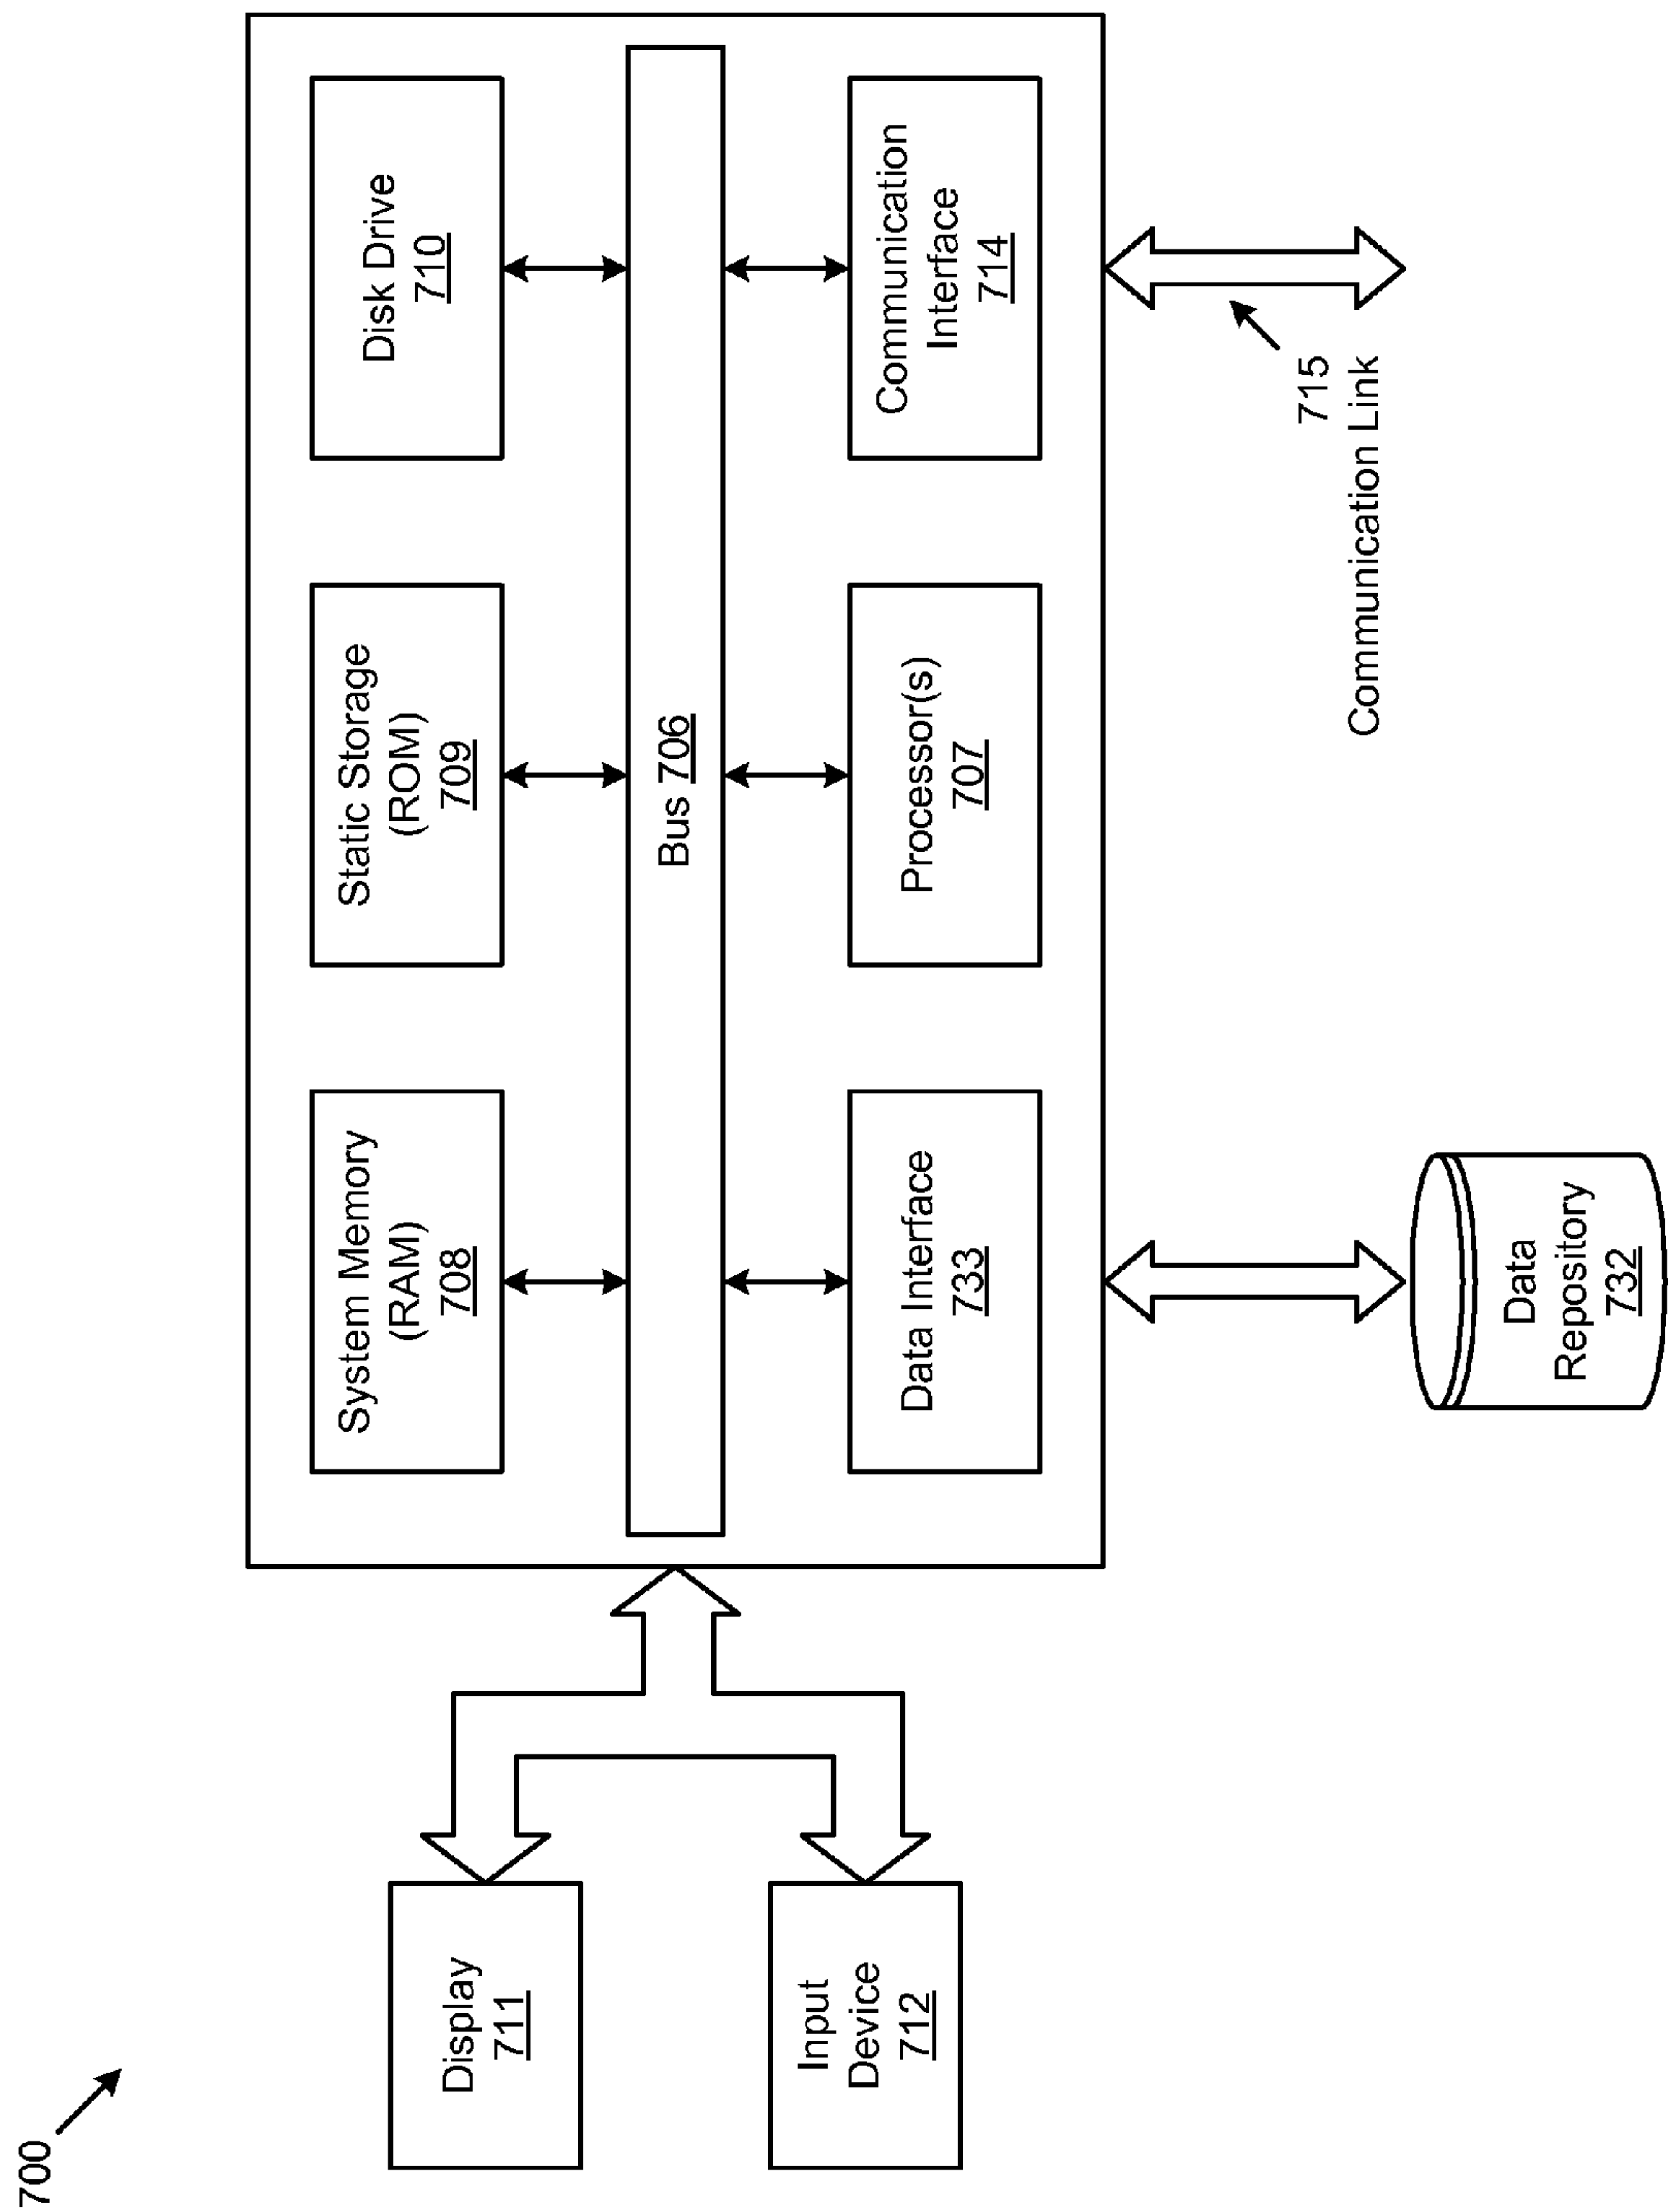 700
System Memory
(RAM)
708
Static Storage
(ROM)
709
Disk Drive
710
Display
711
Bus 706
Input
Device
712
Data Interface
733
Processor(s)
707
Communication
Interface
714
715
Communication Link
Data
Repository
732